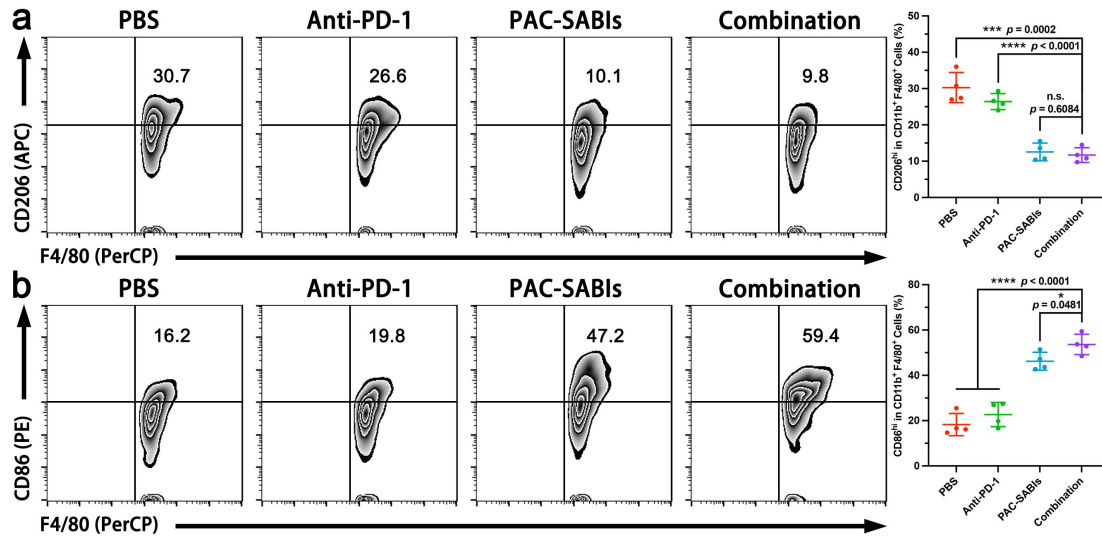 a
PBS
Anti-PD-1
PAC-SABIs
Combination
CD206 (APC)
30.7
26.6
10.1
9.8
F4/80 (PerCP)
CD206hi in CD11b+ F4/80+ Cells (%)
50
40
30
20
10
0
*** p = 0.0002
**** p < 0.0001
n.s.
p = 0.6084
PBS
Anti-PD-1
PAC-SABIs
Combination
b
PBS
Anti-PD-1
PAC-SABIs
Combination
CD86 (PE)
16.2
19.8
47.2
59.4
F4/80 (PerCP)
CD86hi in CD11b+ F4/80+ Cells (%)
80
60
40
20
0
**** p < 0.0001
*
p = 0.0481
PBS
Anti-PD-1
PAC-SABIs
Combination